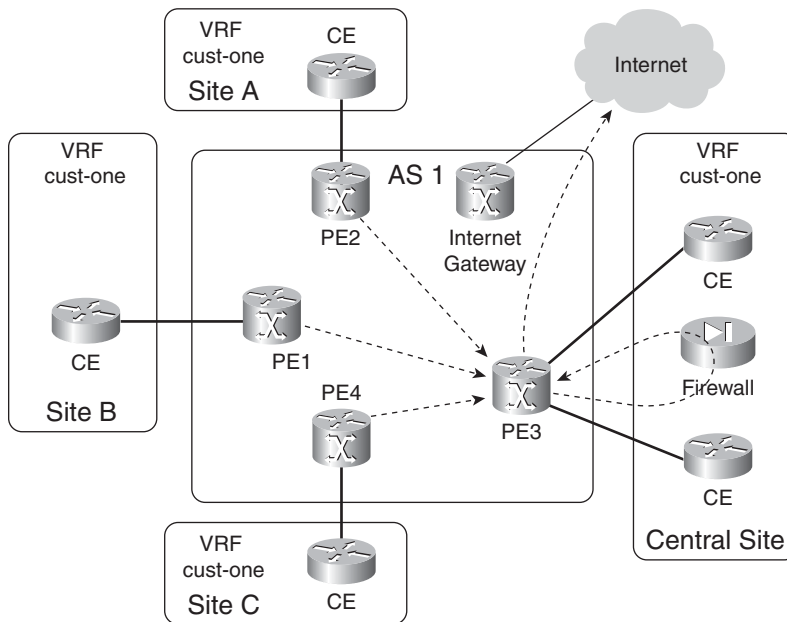 VRF
cust-one
CE
Site A
Internet
VRF
cust-one
CE
Site B
AS 1
PE2
Internet
Gateway
PE1
PE4
PE3
VRF
cust-one
CE
Firewall
CE
Central Site
VRF
cust-one
CE
Site C